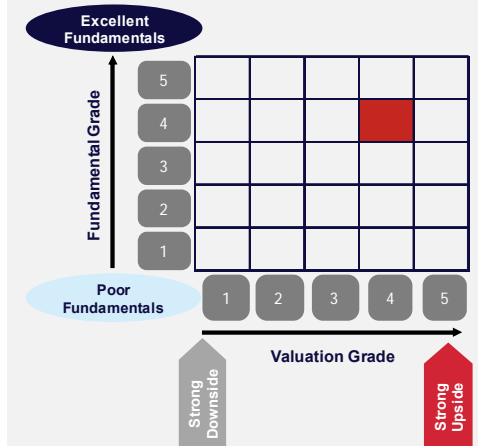 Excellent
Fundamentals
Fundamental Grade
5
4
3
2
1
Poor
Fundamentals
1
2
3
4
5
Valuation Grade
Strong
Downside
Strong
Upside